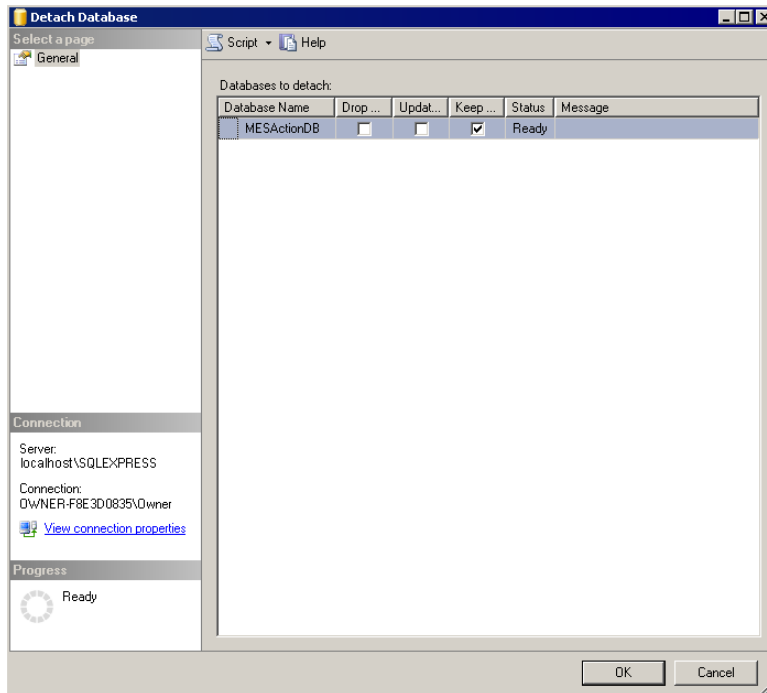 Detach Database
Select a page
General
Script Help
Databases to detach:
Database Name Drop ... Updat... Keep ... Status Message
MESActionDB Ready
Connection
Server:
localhost\SQLEXPRESS
Connection:
OWNER-F8E3D0835\Owner
View connection properties
Progress
Ready
OK Cancel